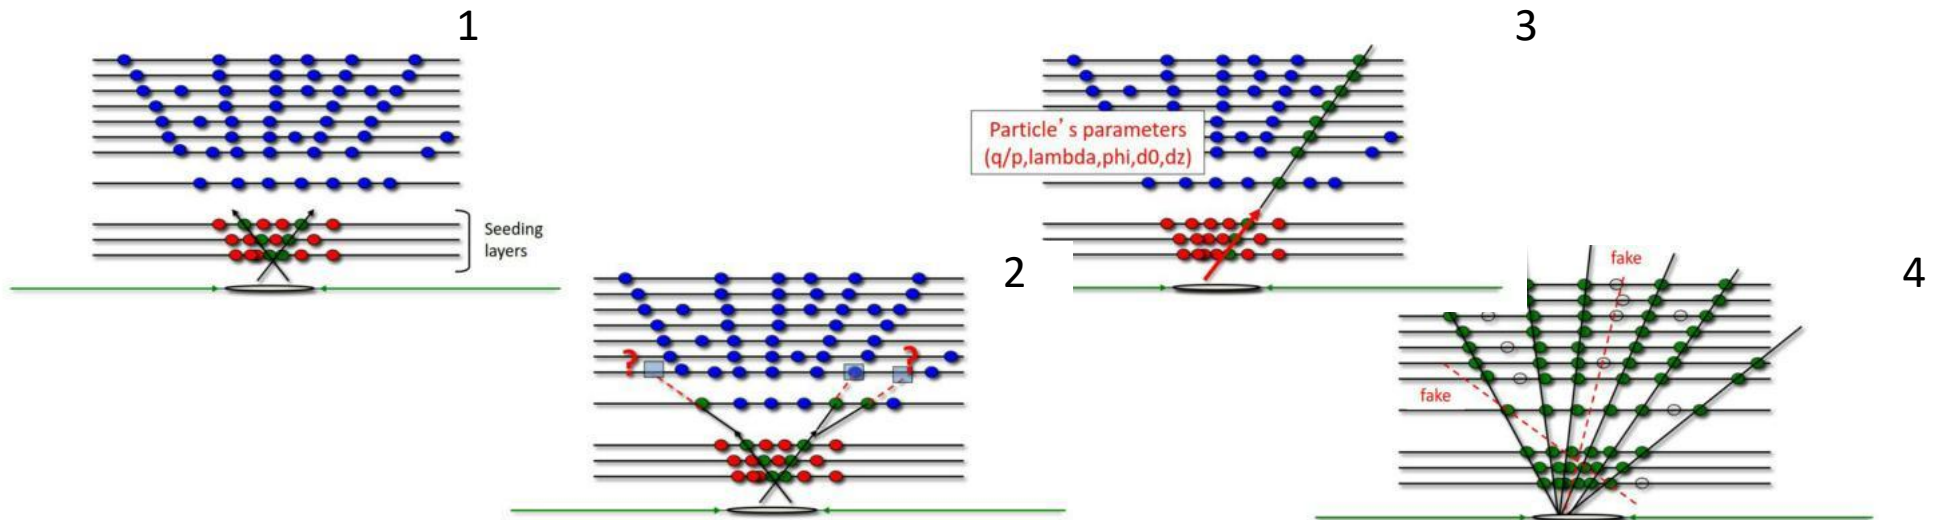 1
Seeding
layers
2
?
?
3
Particle's parameters
(q/p,lambda,phi,d0,dz)
4
fake
fake